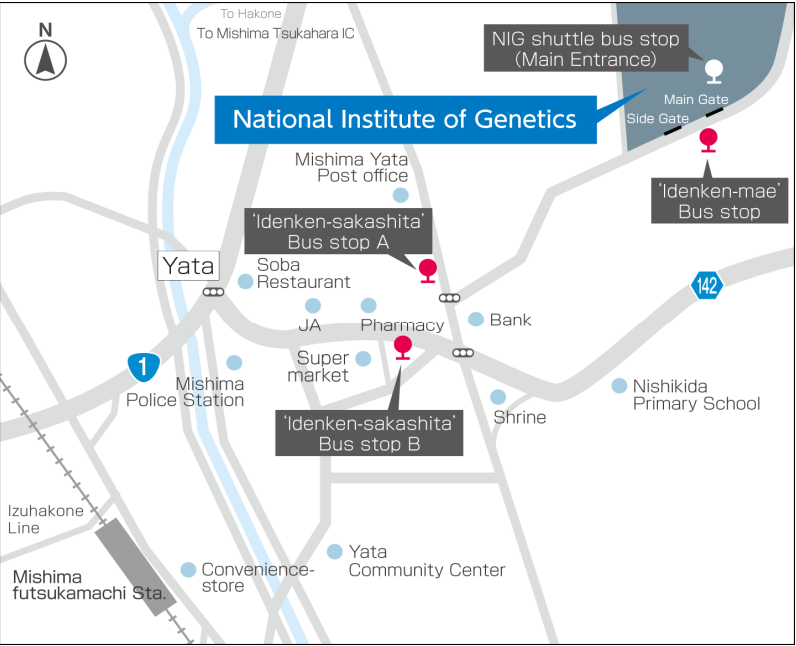 N
To Hakone
To Mishima Tsukahara IC
NIG shuttle bus stop
(Main Entrance)
Main Gate
Side Gate
National Institute of Genetics
Mishima Yata
Post office
'Idenken-mae'
Bus stop
'Idenken-sakashita'
Bus stop A
Yata
Soba
Restaurant
142
JA
Pharmacy
Bank
1
Mishima
Police Station
Super
market
Nishikida
Primary School
Shrine
'Idenken-sakashita'
Bus stop B
Izuhakone
Line
Yata
Community Center
Convenience-
store
Mishima
futsukamachi Sta.